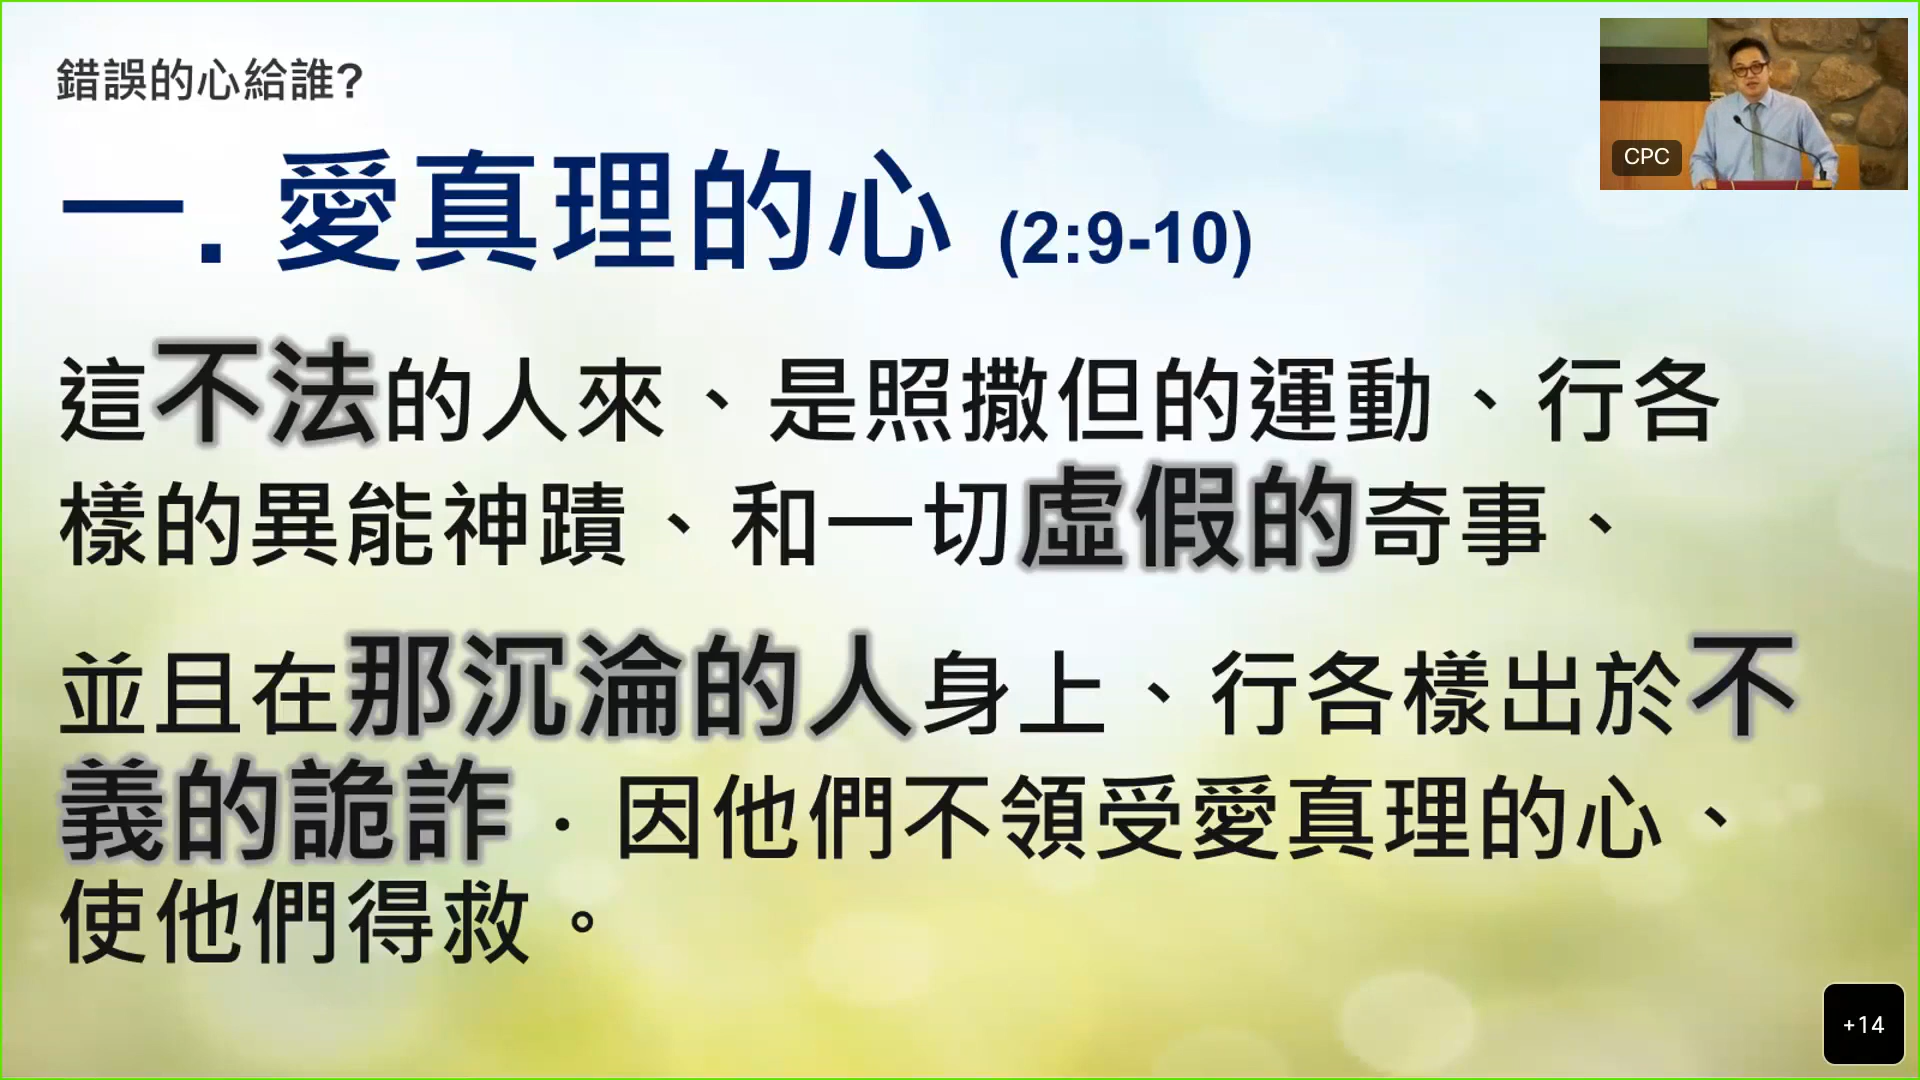 錯誤的心給誰?
CPC
一. 愛真理的心 (2:9-10)
這不法的人來、是照撒但的運動、行各
樣的異能神蹟、和一切虛假的奇事、
並且在那沉淪的人身上、行各樣出於不
義的詭詐．因他們不領受愛真理的心、
使他們得救。
+14